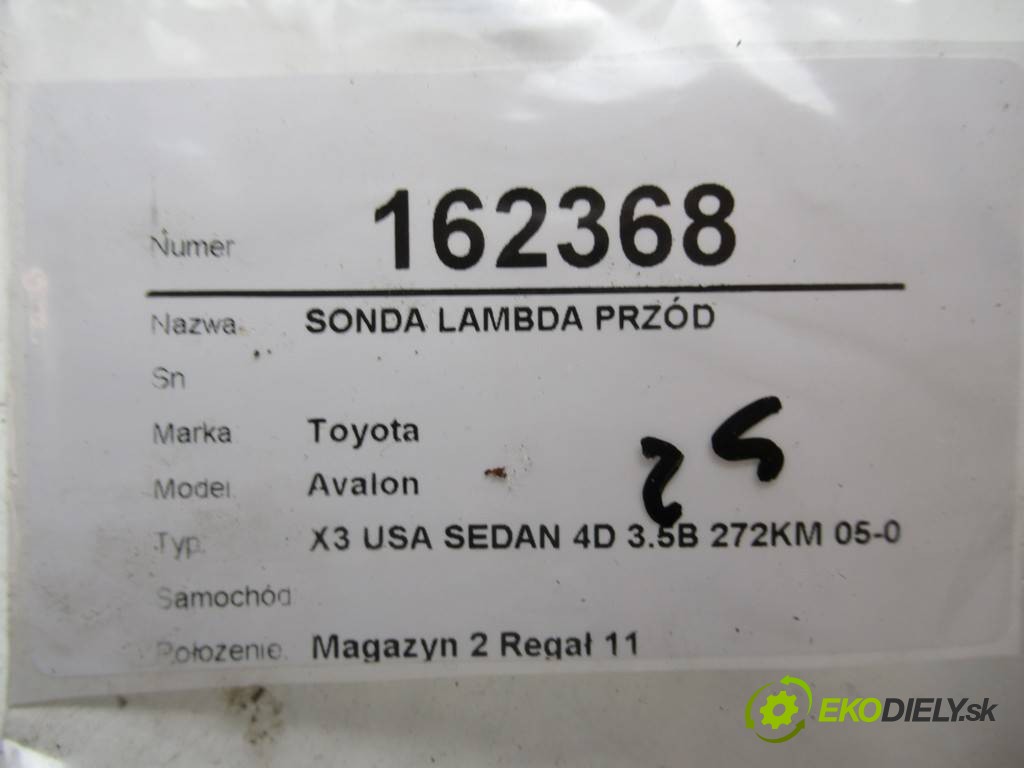 Numer 162368
Nazwa SONDA LAMBDA PRZÓD
Sn
Marka Toyota
Model Avalon
25
Typ X3 USA SEDAN 4D 3.5B 272KM 05-0
Samochód
Położenie Magazyn 2 Regał 11
EKODIELY.sk